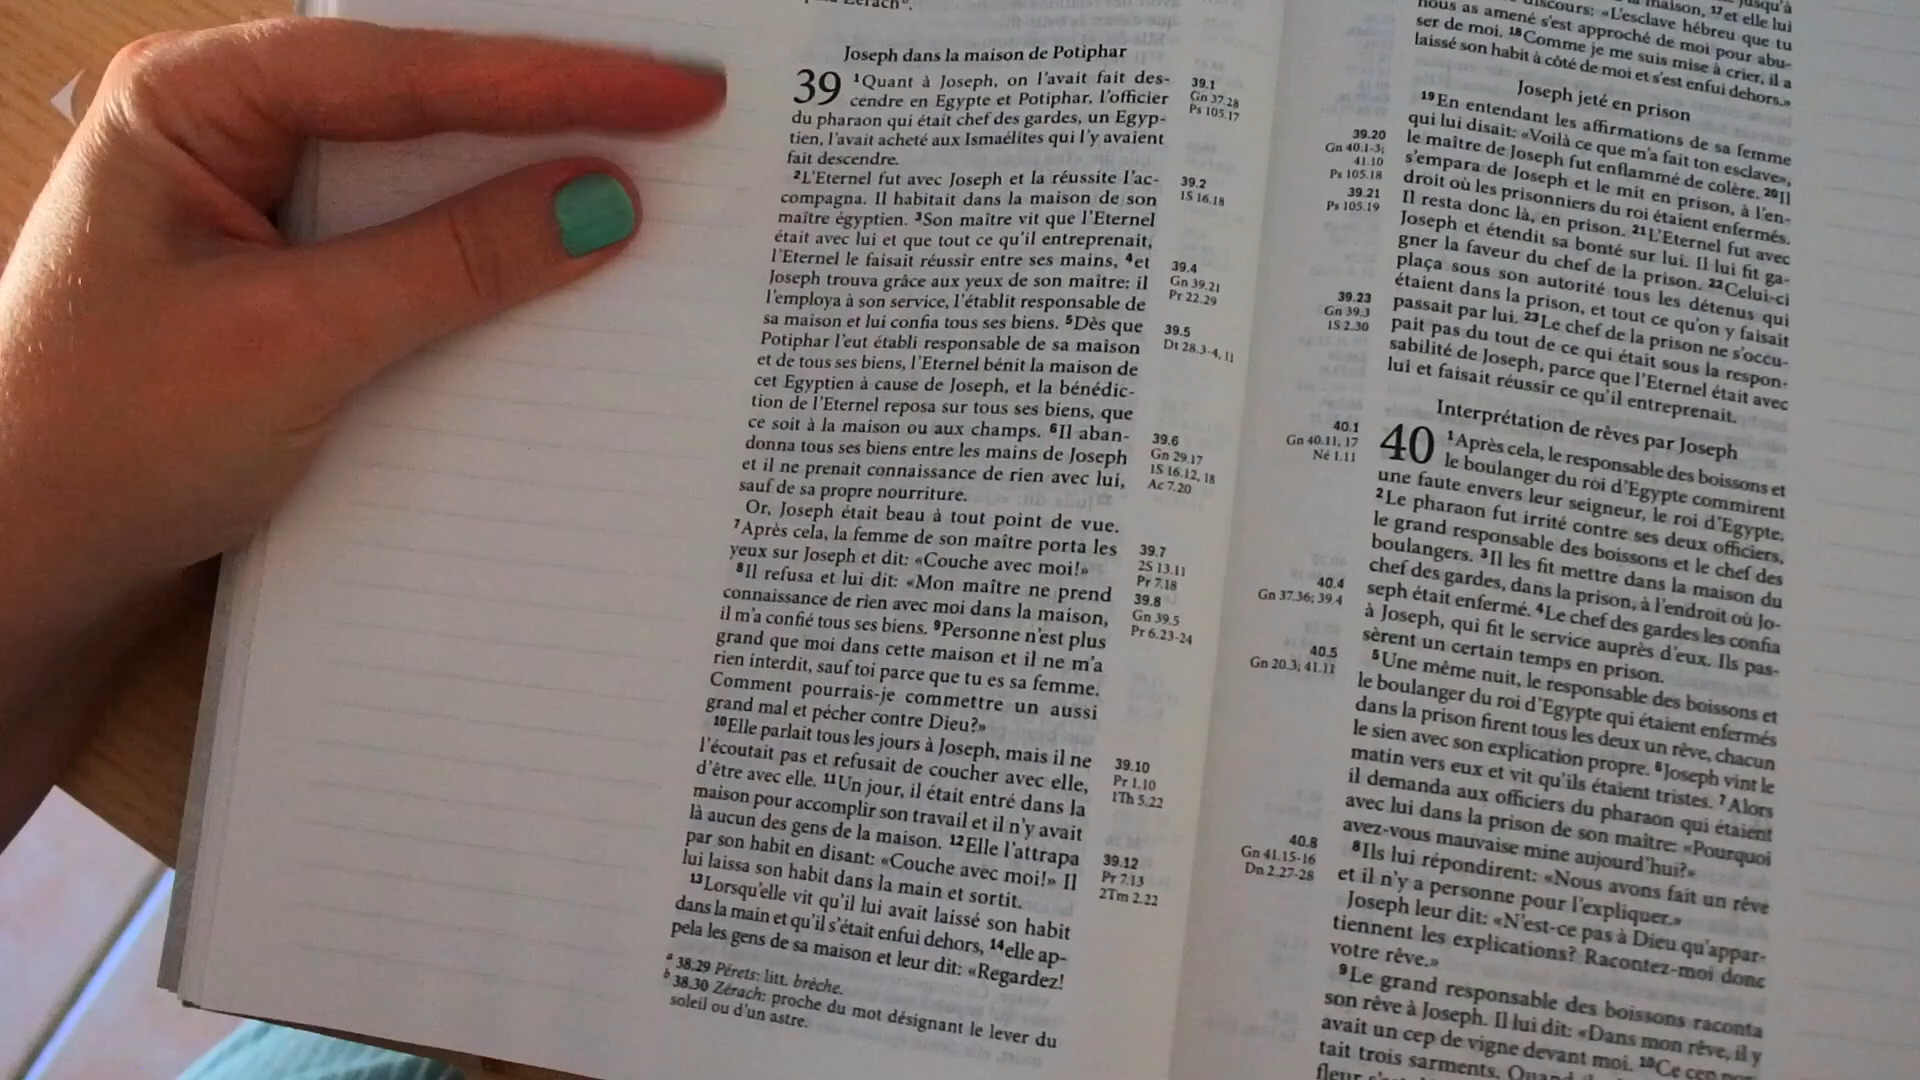 Joseph dans la maison de Potiphar
39 1Quant à Joseph, on l'avait fait des-
cendre en Egypte et Potiphar, l'officier
du pharaon qui était chef des gardes, un Egyp-
tien, l'avait acheté aux Ismaélites qui l'y avaient
fait descendre.
2L'Eternel fut avec Joseph et la réussite l'ac-
compagna. Il habitait dans la maison de son
maître égyptien. 3Son maître vit que l'Eternel
était avec lui et que tout ce qu'il entreprenait,
l'Eternel le faisait réussir entre ses mains, 4et
Joseph trouva grâce aux yeux de son maître: il
l'employa à son service, l'établit responsable de
sa maison et lui confia tous ses biens. 5Dès que
Potiphar l'eut établi responsable de sa maison
et de tous ses biens, l'Eternel bénit la maison de
cet Egyptien à cause de Joseph, et la bénédic-
tion de l'Eternel reposa sur tous ses biens, que
ce soit à la maison ou aux champs. 6Il aban-
donna tous ses biens entre les mains de Joseph
et il ne prenait connaissance de rien avec lui,
sauf de sa propre nourriture.
Or, Joseph était beau à tout point de vue.
7Après cela, la femme de son maître porta les
yeux sur Joseph et dit: «Couche avec moi!»
8Il refusa et lui dit: «Mon maître ne prend
connaissance de rien avec moi dans la maison,
il m'a confié tous ses biens. 9Personne n'est plus
grand que moi dans cette maison et il ne m'a
rien interdit, sauf toi parce que tu es sa femme.
Comment pourrais-je commettre un aussi
grand mal et pécher contre Dieu?»
10Elle parlait tous les jours à Joseph, mais il ne
l'écoutait pas et refusait de coucher avec elle,
d'être avec elle. 11Un jour, il était entré dans la
maison pour accomplir son travail et il n'y avait
là aucun des gens de la maison. 12Elle l'attrapa
par son habit en disant: «Couche avec moi!» Il
lui laissa son habit dans la main et sortit.
13Lorsqu'elle vit qu'il lui avait laissé son habit
dans la main et qu'il s'était enfui dehors, 14elle ap-
pela les gens de sa maison et leur dit: «Regardez!
a 38.29 Pérets: litt. brèche.
b 38.30 Zérach: proche du mot désignant le lever du
soleil ou d'un astre.
39.1
Gn 37.28
Ps 105.17
39.2
1S 16.18
39.4
Gn 39.21
Pr 22.29
39.5
Dt 28.3-4, 11
39.6
Gn 29.17
1S 16.12, 18
Ac 7.20
39.7
2S 13.11
Pr 7.18
39.8
Gn 39.5
Pr 6.23-24
39.10
Pr 1.10
1Th 5.22
39.12
Pr 7.13
2Tm 2.22
39.20
Gn 40.1-3;
41.10
Ps 105.18
39.21
Ps 105.19
39.23
Gn 39.3
1S 2.30
40.1
Gn 40.11, 17
Né 1.11
40.4
Gn 37.36; 39.4
40.5
Gn 20.3; 41.11
40.8
Gn 41.15-16
Dn 2.27-28
maison, 17et elle lui
discours: «L'esclave hébreu que tu
nous as amené s'est approché de moi pour abu-
ser de moi. 18Comme je me suis mise à crier, il a
laissé son habit à côté de moi et s'est enfui dehors.»
Joseph jeté en prison
19En entendant les affirmations de sa femme
qui lui disait: «Voilà ce que m'a fait ton esclave»,
le maître de Joseph fut enflammé de colère. 20Il
s'empara de Joseph et le mit en prison, à l'en-
droit où les prisonniers du roi étaient enfermés.
Il resta donc là, en prison. 21L'Eternel fut avec
Joseph et étendit sa bonté sur lui. Il lui fit ga-
gner la faveur du chef de la prison. 22Celui-ci
plaça sous son autorité tous les détenus qui
étaient dans la prison, et tout ce qu'on y faisait
passait par lui. 23Le chef de la prison ne s'occu-
pait pas du tout de ce qui était sous la respon-
sabilité de Joseph, parce que l'Eternel était avec
lui et faisait réussir ce qu'il entreprenait.
Interprétation de rêves par Joseph
40 1Après cela, le responsable des boissons et
le boulanger du roi d'Egypte commirent
une faute envers leur seigneur, le roi d'Egypte.
2Le pharaon fut irrité contre ses deux officiers,
le grand responsable des boissons et le chef des
boulangers. 3Il les fit mettre dans la maison du
chef des gardes, dans la prison, à l'endroit où Jo-
seph était enfermé. 4Le chef des gardes les confia
à Joseph, qui fit le service auprès d'eux. Ils pas-
sèrent un certain temps en prison.
5Une même nuit, le responsable des boissons et
le boulanger du roi d'Egypte qui étaient enfermés
dans la prison firent tous les deux un rêve, chacun
le sien avec son explication propre. 6Joseph vint le
matin vers eux et vit qu'ils étaient tristes. 7Alors
il demanda aux officiers du pharaon qui étaient
avec lui dans la prison de son maître: «Pourquoi
avez-vous mauvaise mine aujourd'hui?»
8Ils lui répondirent: «Nous avons fait un rêve
et il n'y a personne pour l'expliquer.»
Joseph leur dit: «N'est-ce pas à Dieu qu'appar-
tiennent les explications? Racontez-moi donc
votre rêve.»
9Le grand responsable des boissons raconta
son rêve à Joseph. Il lui dit: «Dans mon rêve, il y
avait un cep de vigne devant moi. 10Ce cep
tait trois sarments.